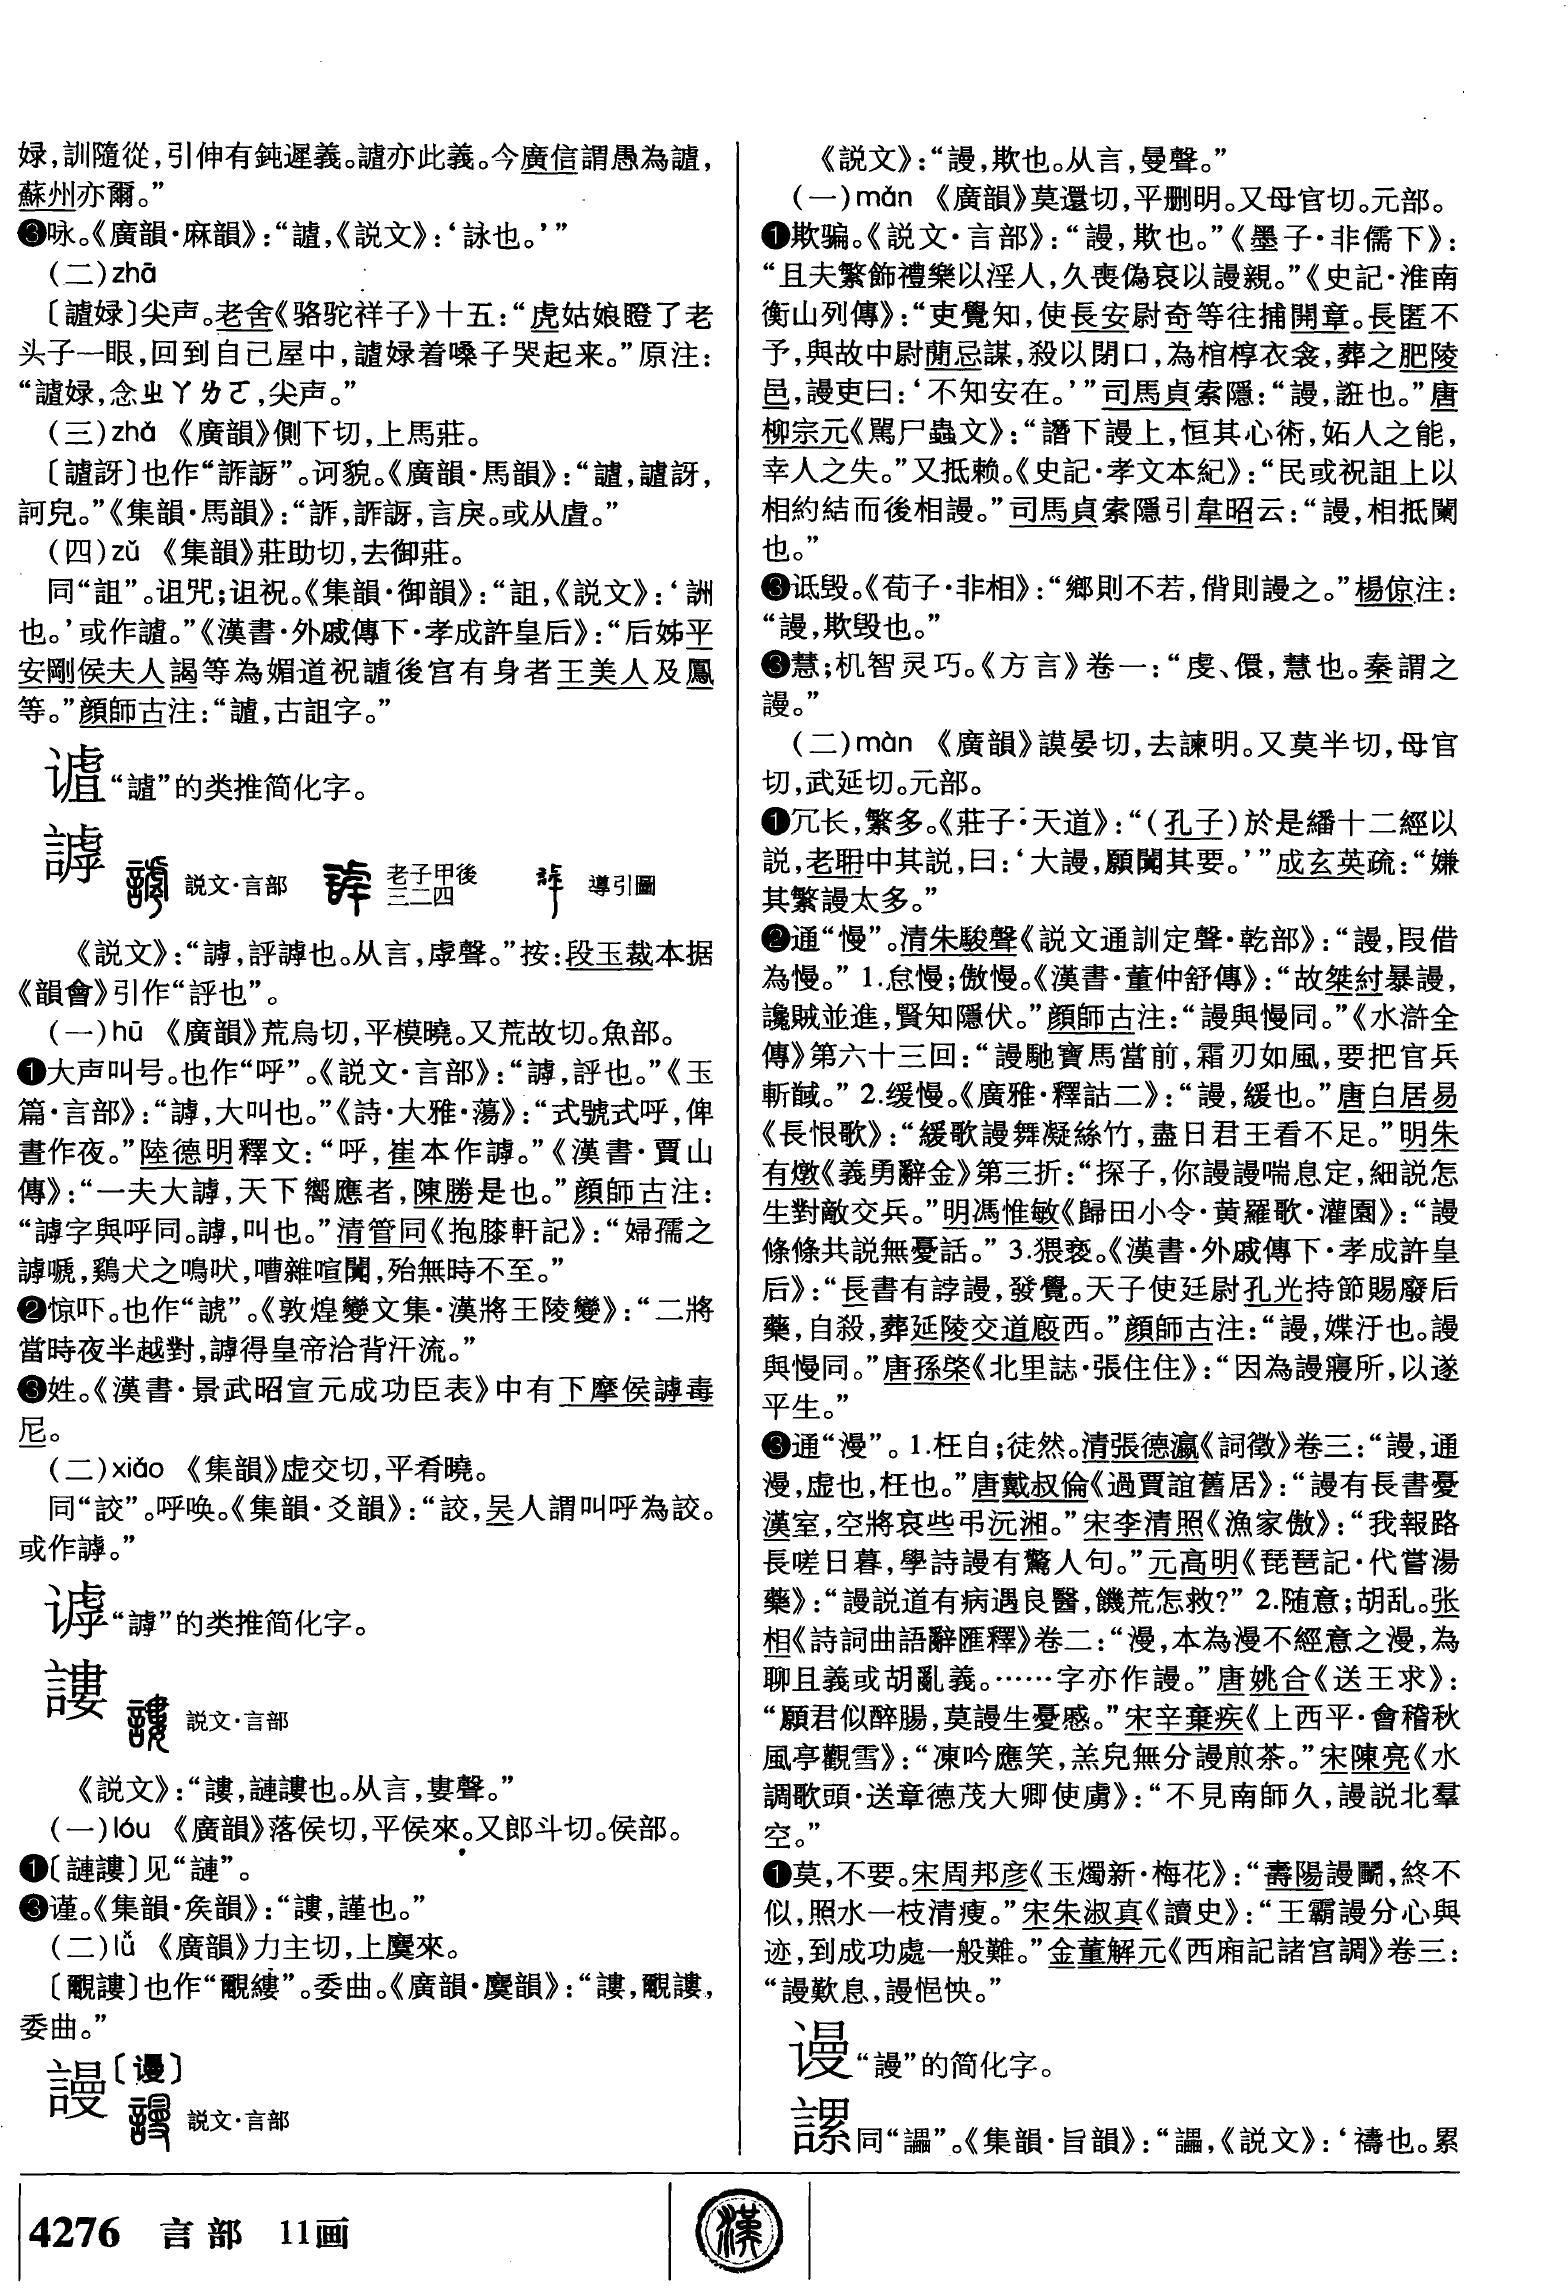 婇,訓隨從,引伸有鈍遲義。謯亦此義。今廣信謂愚為謯,
蘇州亦爾。”
❸咏。《廣韻·麻韻》:“謯,《説文》:‘詠也。’”
(二)zhā
〔謯婇〕尖声。老舍《骆驼祥子》十五:“虎姑娘瞪了老
头子一眼,回到自己屋中,謯婇着嗓子哭起来。”原注:
“謯婇,念ㄓㄚㄌㄛ,尖声。”
(三)zhǎ 《廣韻》側下切,上馬莊。
〔謯訝〕也作“詐謑”。诃貌。《廣韻·馬韻》:“謯,謯訝,
訶皃。”《集韻·馬韻》:“詐,詐謑,言戾。或从虘。”
(四)zǔ 《集韻》莊助切,去御莊。
同“詛”。诅咒;诅祝。《集韻·御韻》:“詛,《説文》:‘詶
也。’或作謯。”《漢書·外戚傳下·孝成許皇后》:“后姊平
安剛侯夫人謁等為媚道祝謯後宫有身者王美人及鳳
等。”顔師古注:“謯,古詛字。”
“謯”的类推简化字。
謼 説文·言部 老子甲後三二四 導引圖
《説文》:“謼,評謼也。从言,虖聲。”按:段玉裁本据
《韻會》引作“評也”。
(一)hū 《廣韻》荒烏切,平模曉。又荒故切。魚部。
❶大声叫号。也作“呼”。《説文·言部》:“謼,評也。”《玉
篇·言部》:“謼,大叫也。”《詩·大雅·蕩》:“式號式呼,俾
晝作夜。”陸德明釋文:“呼,崔本作謼。”《漢書·賈山
傳》:“一夫大謼,天下嚮應者,陳勝是也。”顔師古注:
“謼字與呼同。謼,叫也。”清管同《抱膝軒記》:“婦孺之
謼嗁,鷄犬之鳴吠,嘈雜喧闐,殆無時不至。”
❷惊吓。也作“諕”。《敦煌變文集·漢將王陵變》:“二將
當時夜半越對,謼得皇帝洽背汗流。”
❸姓。《漢書·景武昭宣元成功臣表》中有下摩侯謼毒
尼。
(二)xiāo 《集韻》虚交切,平肴曉。
同“詨”。呼唤。《集韻·爻韻》:“詨,吴人謂叫呼為詨。
或作謼。”
“謼”的类推简化字。
謱 説文·言部
《説文》:“謱,謰謱也。从言,婁聲。”
(一)lóu 《廣韻》落侯切,平侯來。又郎斗切。侯部。
❶〔謰謱〕见“謰”。
❸谨。《集韻·矦韻》:“謱,謹也。”
(二)lǚ 《廣韻》力主切,上麌來。
〔覼謱〕也作“覼縷”。委曲。《廣韻·麌韻》:“謱,覼謱,
委曲。”
謾〔谩〕 説文·言部
《説文》:“謾,欺也。从言,曼聲。”
(一)mán 《廣韻》莫還切,平删明。又母官切。元部。
❶欺骗。《説文·言部》:“謾,欺也。”《墨子·非儒下》:
“且夫繁飾禮樂以淫人,久喪偽哀以謾親。”《史記·淮南
衡山列傳》:“吏覺知,使長安尉奇等往捕開章。長匿不
予,與故中尉蕑忌謀,殺以閉口,為棺椁衣衾,葬之肥陵
邑,謾吏曰:‘不知安在。’”司馬貞索隱:“謾,誑也。”唐
柳宗元《駡尸蟲文》:“譖下謾上,恒其心術,妬人之能,
幸人之失。”又抵赖。《史記·孝文本紀》:“民或祝詛上以
相約結而後相謾。”司馬貞索隱引韋昭云:“謾,相抵闌
也。”
❸诋毁。《荀子·非相》:“鄉則不若,偝則謾之。”楊倞注:
“謾,欺毁也。”
❸慧;机智灵巧。《方言》卷一:“虔、儇,慧也。秦謂之
謾。”
(二)màn 《廣韻》謨晏切,去諫明。又莫半切,母官
切,武延切。元部。
❶冗长,繁多。《莊子·天道》:“(孔子)於是繙十二經以
説,老聃中其説,曰:‘大謾,願聞其要。’”成玄英疏:“嫌
其繁謾太多。”
❷通“慢”。清朱駿聲《説文通訓定聲·乾部》:“謾,叚借
為慢。” 1.怠慢;傲慢。《漢書·董仲舒傳》:“故桀紂暴謾,
讒賊並進,賢知隱伏。”顔師古注:“謾與慢同。”《水滸全
傳》第六十三回:“謾馳寶馬當前,霜刃如風,要把官兵
斬馘。” 2.缓慢。《廣雅·釋詁二》:“謾,緩也。”唐白居易
《長恨歌》:“緩歌謾舞凝絲竹,盡日君王看不足。”明朱
有燉《義勇辭金》第三折:“探子,你謾謾喘息定,細説怎
生對敵交兵。”明馮惟敏《歸田小令·黄羅歌·灌園》:“謾
條條共説無憂話。” 3.猥亵。《漢書·外戚傳下·孝成許皇
后》:“長書有誖謾,發覺。天子使廷尉孔光持節賜廢后
藥,自殺,葬延陵交道廄西。”顔師古注:“謾,媟汙也。謾
與慢同。”唐孫棨《北里誌·張住住》:“因為謾寢所,以遂
平生。”
❸通“漫”。 1.枉自;徒然。清張德瀛《詞徵》卷三:“謾,通
漫,虚也,枉也。”唐戴叔倫《過賈誼舊居》:“謾有長書憂
漢室,空將哀些弔沅湘。”宋李清照《漁家傲》:“我報路
長嗟日暮,學詩謾有驚人句。”元高明《琵琶記·代嘗湯
藥》:“謾説道有病遇良醫,饑荒怎救?” 2.随意;胡乱。张
相《詩詞曲語辭匯釋》卷二:“漫,本為漫不經意之漫,為
聊且義或胡亂義。……字亦作謾。”唐姚合《送王求》:
“願君似醉腸,莫謾生憂慼。”宋辛棄疾《上西平·會稽秋
風亭觀雪》:“凍吟應笑,羔兒無分謾煎茶。”宋陳亮《水
調歌頭·送章德茂大卿使虜》:“不見南師久,謾説北羣
空。”
❶莫,不要。宋周邦彦《玉燭新·梅花》:“壽陽謾鬭,終不
似,照水一枝清瘦。”宋朱淑真《讀史》:“王霸謾分心與
迹,到成功處一般難。”金董解元《西廂記諸宫調》卷三:
“謾歎息,謾悒怏。”
谩“謾”的简化字。
𧫴同“讄”。《集韻·旨韻》:“讄,《説文》:‘禱也。累
4276 言部 11画
漢